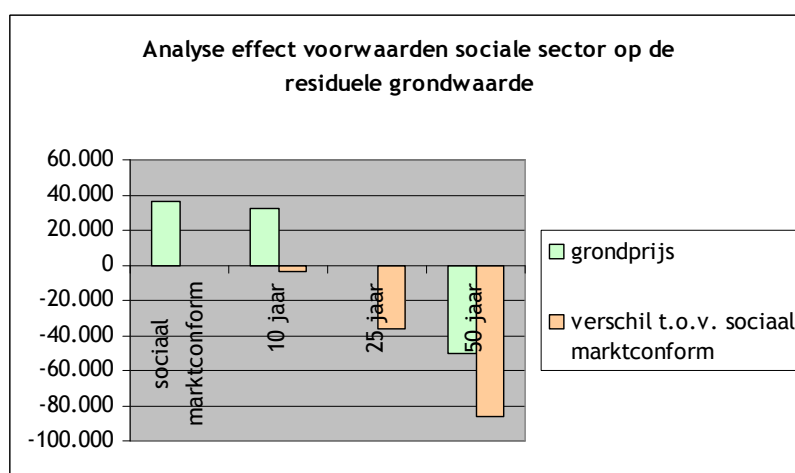 Analyse effect voorwaarden sociale sector op de
residuele grondwaarde
60.000
40.000
20.000
0
-20.000
-40.000
-60.000
-80.000
-100.000
sociaal
marktconform
10 jaar
25 jaar
50 jaar
grondprijs
verschil t.o.v. sociaal
marktconform